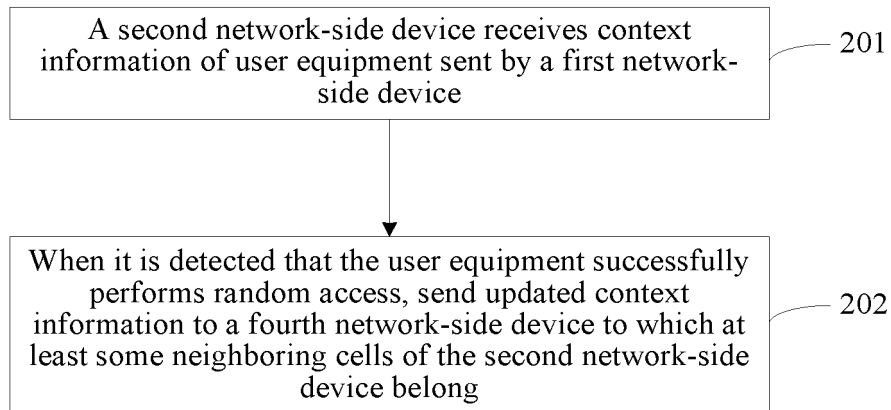 A second network-side device receives context
information of user equipment sent by a first network-
side device
201
When it is detected that the user equipment successfully
performs random access, send updated context
information to a fourth network-side device to which at
least some neighboring cells of the second network-side
device belong
202